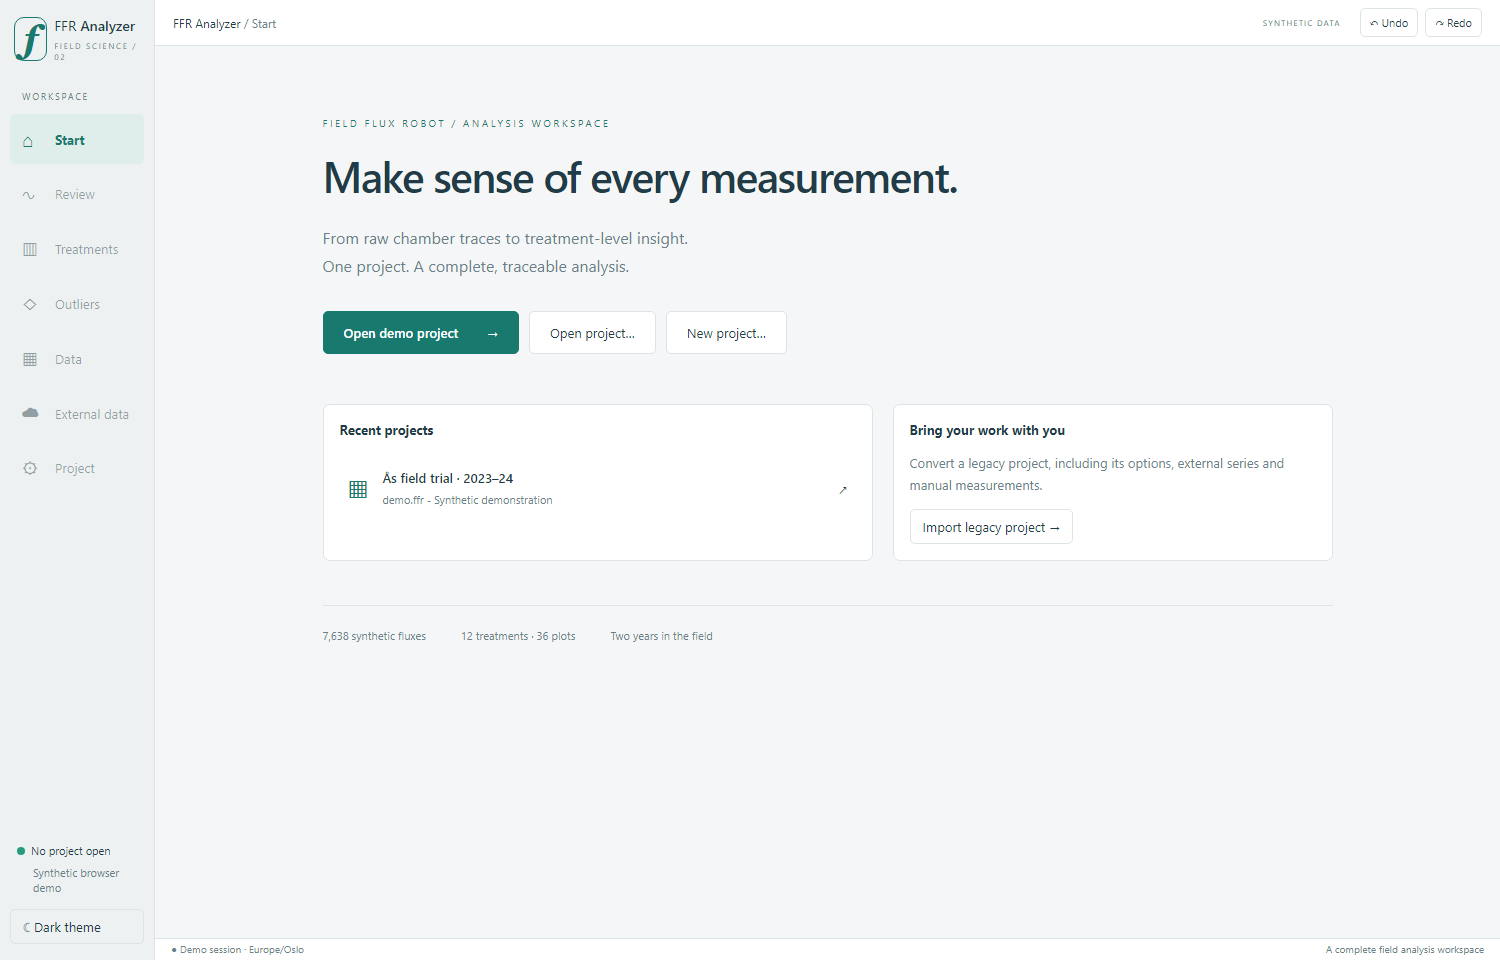 f
FFR Analyzer
FIELD SCIENCE /
02
WORKSPACE
Start
Review
Treatments
Outliers
Data
External data
Project
No project open
Synthetic browser
demo
☾ Dark theme
FFR Analyzer / Start
SYNTHETIC DATA
↶ Undo
↷ Redo
FIELD FLUX ROBOT / ANALYSIS WORKSPACE
Make sense of every measurement.
From raw chamber traces to treatment-level insight.
One project. A complete, traceable analysis.
Open demo project →
Open project...
New project...
Recent projects
Ås field trial · 2023–24
demo.ffr - Synthetic demonstration
↗
Bring your work with you
Convert a legacy project, including its options, external series and
manual measurements.
Import legacy project →
7,638 synthetic fluxes
12 treatments · 36 plots
Two years in the field
● Demo session · Europe/Oslo
A complete field analysis workspace